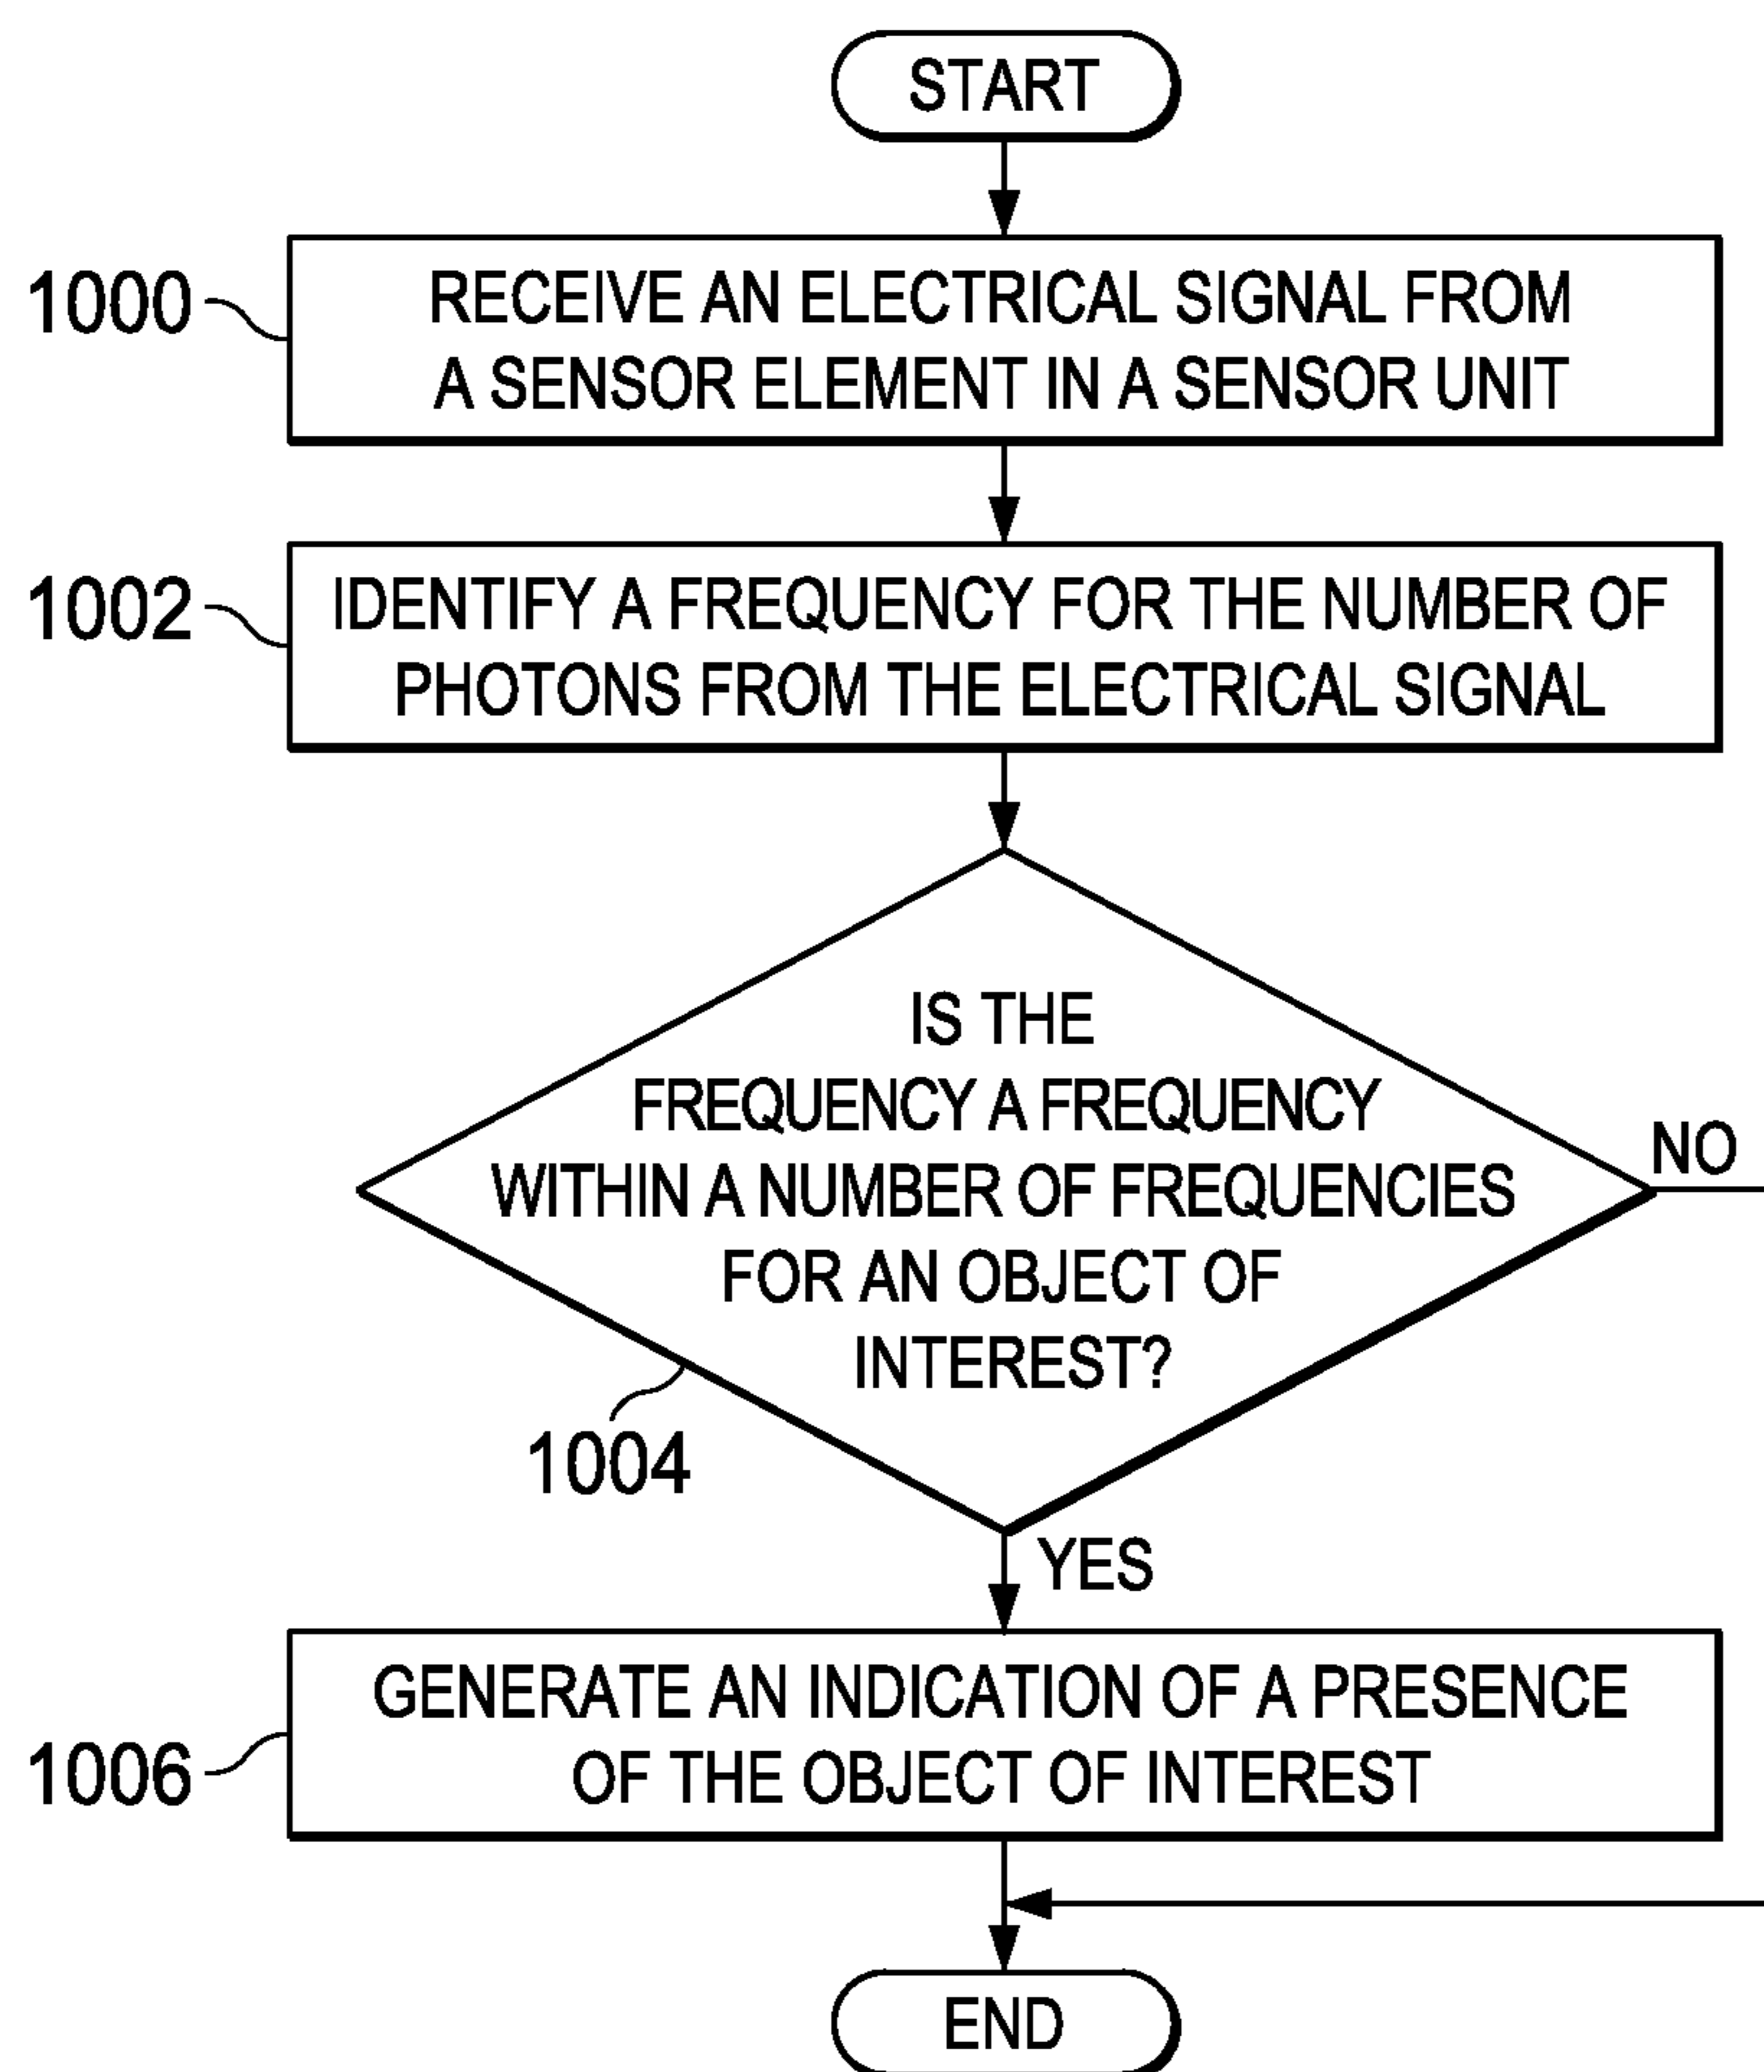 START
1000
RECEIVE AN ELECTRICAL SIGNAL FROM
A SENSOR ELEMENT IN A SENSOR UNIT
1002
IDENTIFY A FREQUENCY FOR THE NUMBER OF
PHOTONS FROM THE ELECTRICAL SIGNAL
IS THE
FREQUENCY A FREQUENCY
WITHIN A NUMBER OF FREQUENCIES
FOR AN OBJECT OF
INTEREST?
NO
1004
YES
GENERATE AN INDICATION OF A PRESENCE
OF THE OBJECT OF INTEREST
1006
END